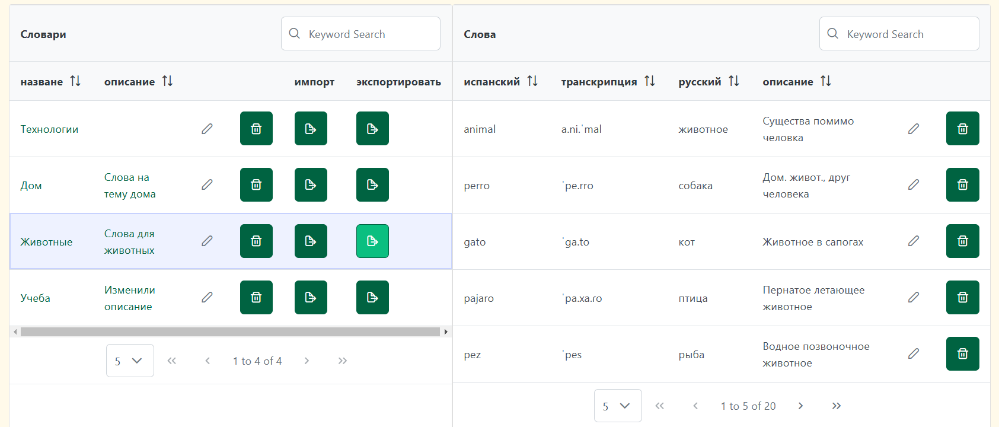 Словари
Keyword Search
назване
описание
импорт
экспортировать
Технологии
Дом
Слова на
тему дома
Животные
Слова для
животных
Учеба
Изменили
описание
5
1 to 4 of 4
Слова
Keyword Search
испанский
транскрипция
русский
описание
animal
a.ni.ˈmal
животное
Существа помимо
человка
perro
ˈpe.rro
собака
Дом. живот., друг
человека
gato
ˈga.to
кот
Животное в сапогах
pajaro
ˈpa.xa.ro
птица
Пернатое летающее
животное
pez
ˈpes
рыба
Водное позвоночное
животное
5
1 to 5 of 20